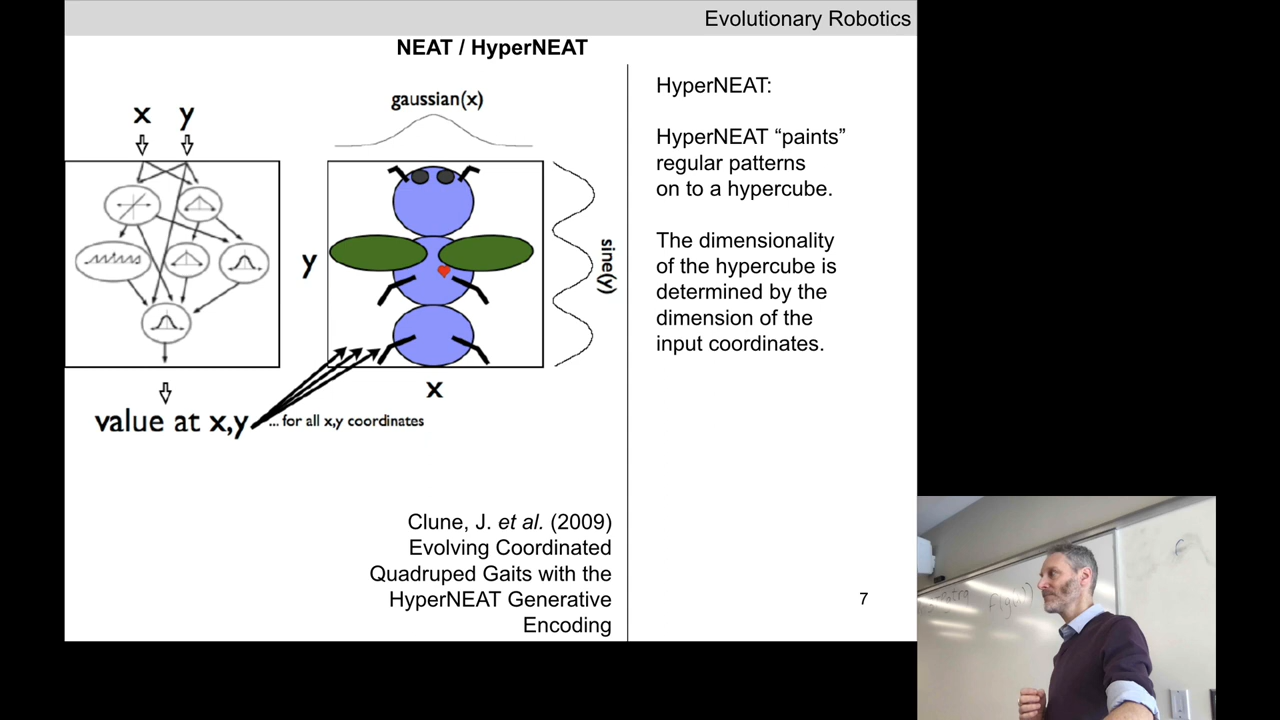 Evolutionary Robotics
NEAT / HyperNEAT
x y
gaussian(x)
y
sine(y)
x
value at x,y
... for all x,y coordinates
Clune, J. et al. (2009)
Evolving Coordinated
Quadruped Gaits with the
HyperNEAT Generative
Encoding
HyperNEAT:
HyperNEAT “paints”
regular patterns
on to a hypercube.
The dimensionality
of the hypercube is
determined by the
dimension of the
input coordinates.
7